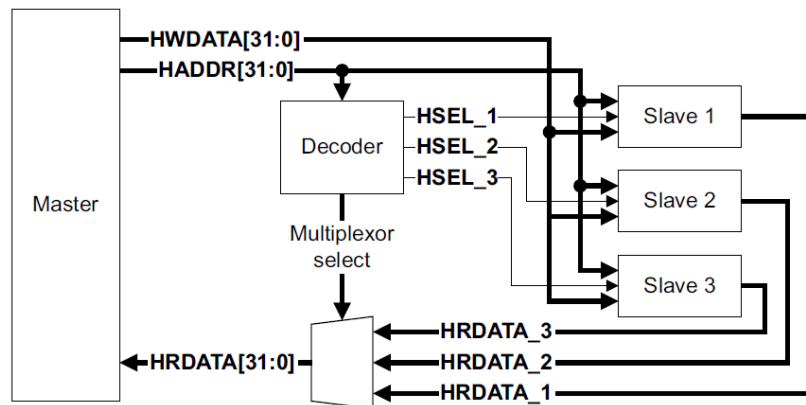 HWDATA[31:0]
HADDR[31:0]
Master
Decoder
HSEL_1
HSEL_2
HSEL_3
Slave 1
Slave 2
Slave 3
Multiplexor
select
HRDATA[31:0]
HRDATA_3
HRDATA_2
HRDATA_1